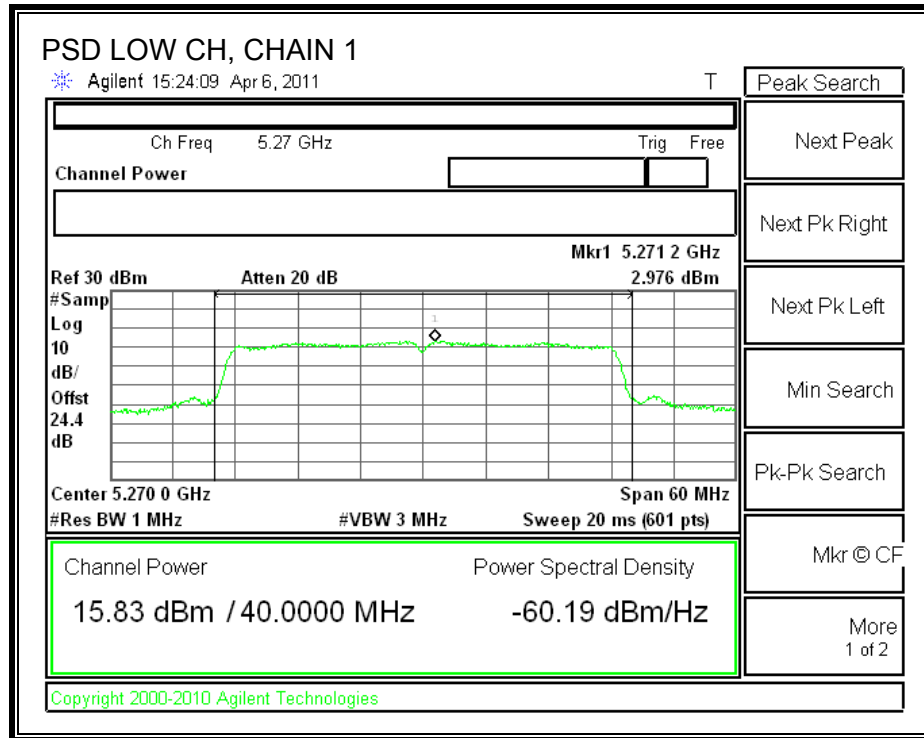 PSD LOW CH, CHAIN 1
Agilent 15:24:09 Apr 6, 2011 T
Peak Search
Ch Freq 5.27 GHz Trig Free
Channel Power
Mkr1 5.271 2 GHz
Ref 30 dBm Atten 20 dB 2.976 dBm
#Samp
Log
10
dB/
Offst
24.4
dB
1
Center 5.270 0 GHz Span 60 MHz
#Res BW 1 MHz #VBW 3 MHz Sweep 20 ms (601 pts)
Channel Power Power Spectral Density
15.83 dBm / 40.0000 MHz -60.19 dBm/Hz
Next Peak
Next Pk Right
Next Pk Left
Min Search
Pk-Pk Search
Mkr © CF
More
1 of 2
Copyright 2000-2010 Agilent Technologies